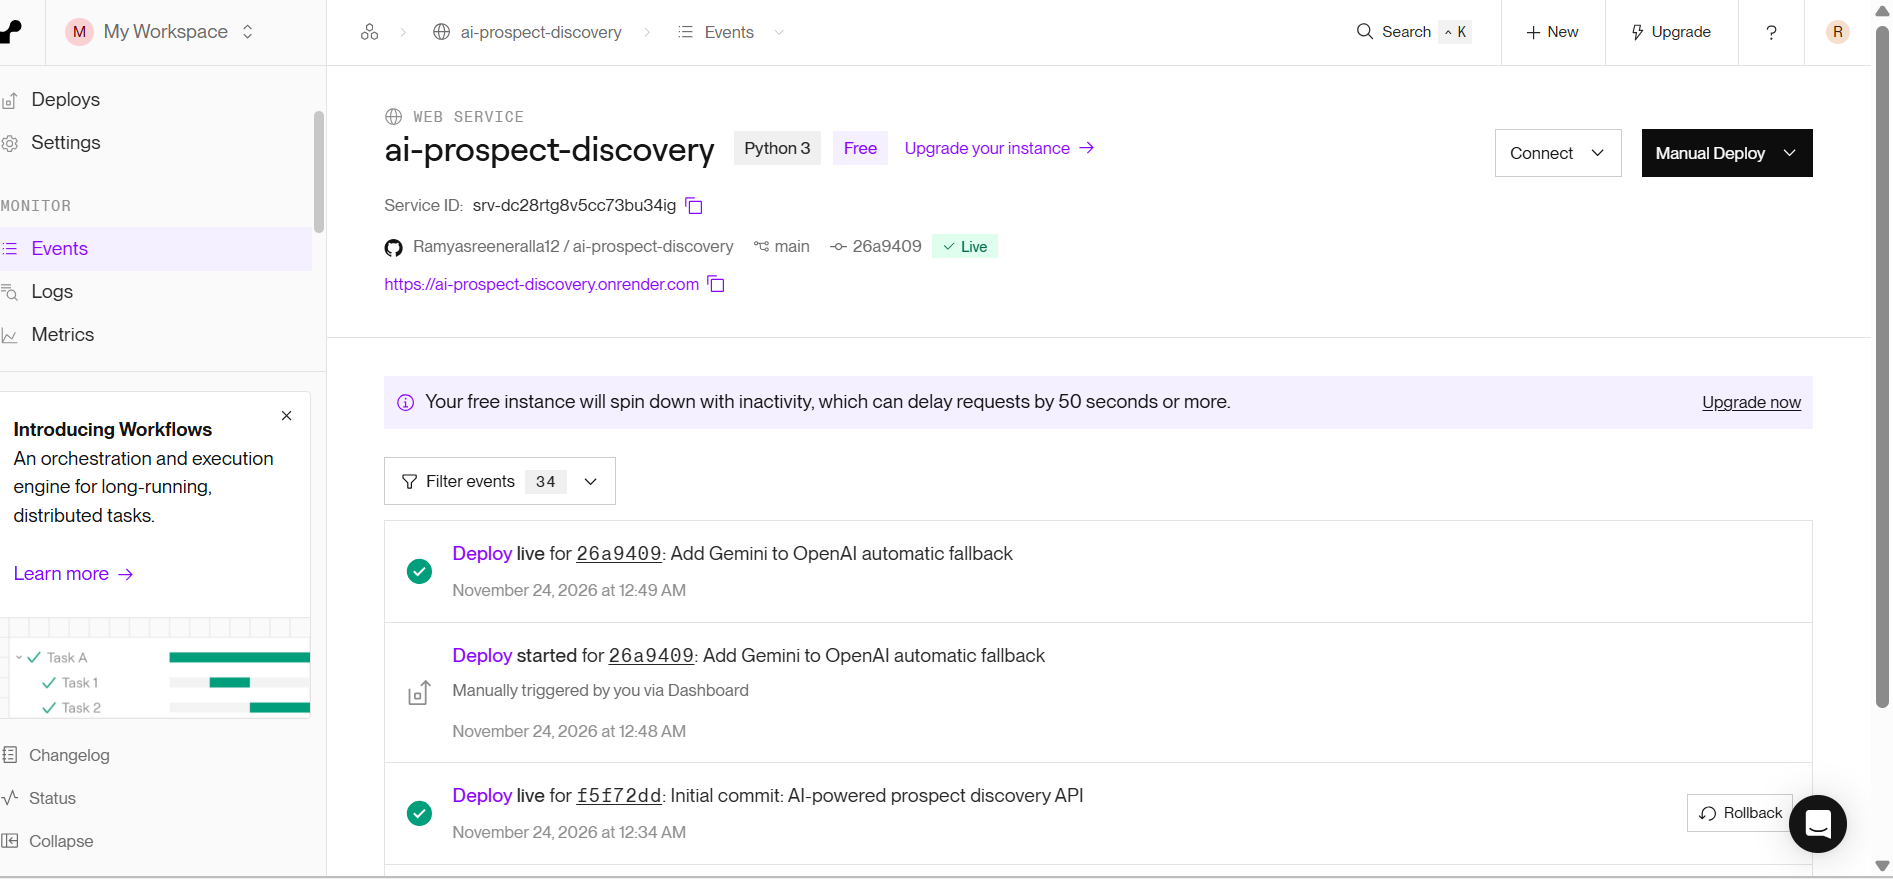 M My Workspace
ai-prospect-discovery
Events
Search ^ K
+ New
Upgrade
?
R
Deploys
Settings
MONITOR
Events
Logs
Metrics
Introducing Workflows
An orchestration and execution
engine for long-running,
distributed tasks.
Learn more →
Task A
Task 1
Task 2
Changelog
Status
Collapse
WEB SERVICE
ai-prospect-discovery Python 3 Free Upgrade your instance →
Connect
Manual Deploy
Service ID: srv-dc28rtg8v5cc73bu34ig
Ramyasreeneralla12 / ai-prospect-discovery main 26a9409 Live
https://ai-prospect-discovery.onrender.com
Your free instance will spin down with inactivity, which can delay requests by 50 seconds or more.
Upgrade now
Filter events 34
Deploy live for 26a9409: Add Gemini to OpenAI automatic fallback
November 24, 2026 at 12:49 AM
Deploy started for 26a9409: Add Gemini to OpenAI automatic fallback
Manually triggered by you via Dashboard
November 24, 2026 at 12:48 AM
Deploy live for f5f72dd: Initial commit: AI-powered prospect discovery API
November 24, 2026 at 12:34 AM
Rollback